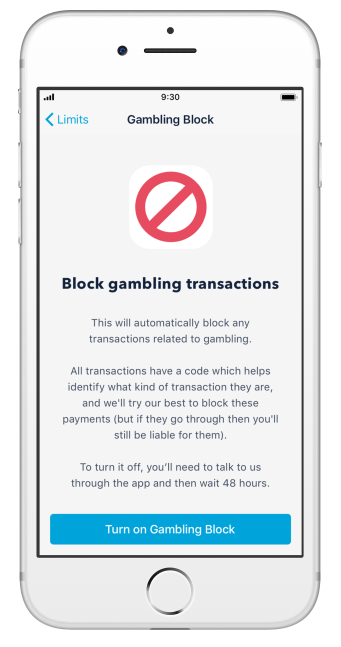 9:30
Limits
Gambling Block
Block gambling transactions
This will automatically block any
transactions related to gambling.
All transactions have a code which helps
identify what kind of transaction they are,
and we'll try our best to block these
payments (but if they go through then you'll
still be liable for them).
To turn it off, you'll need to talk to us
through the app and then wait 48 hours.
Turn on Gambling Block